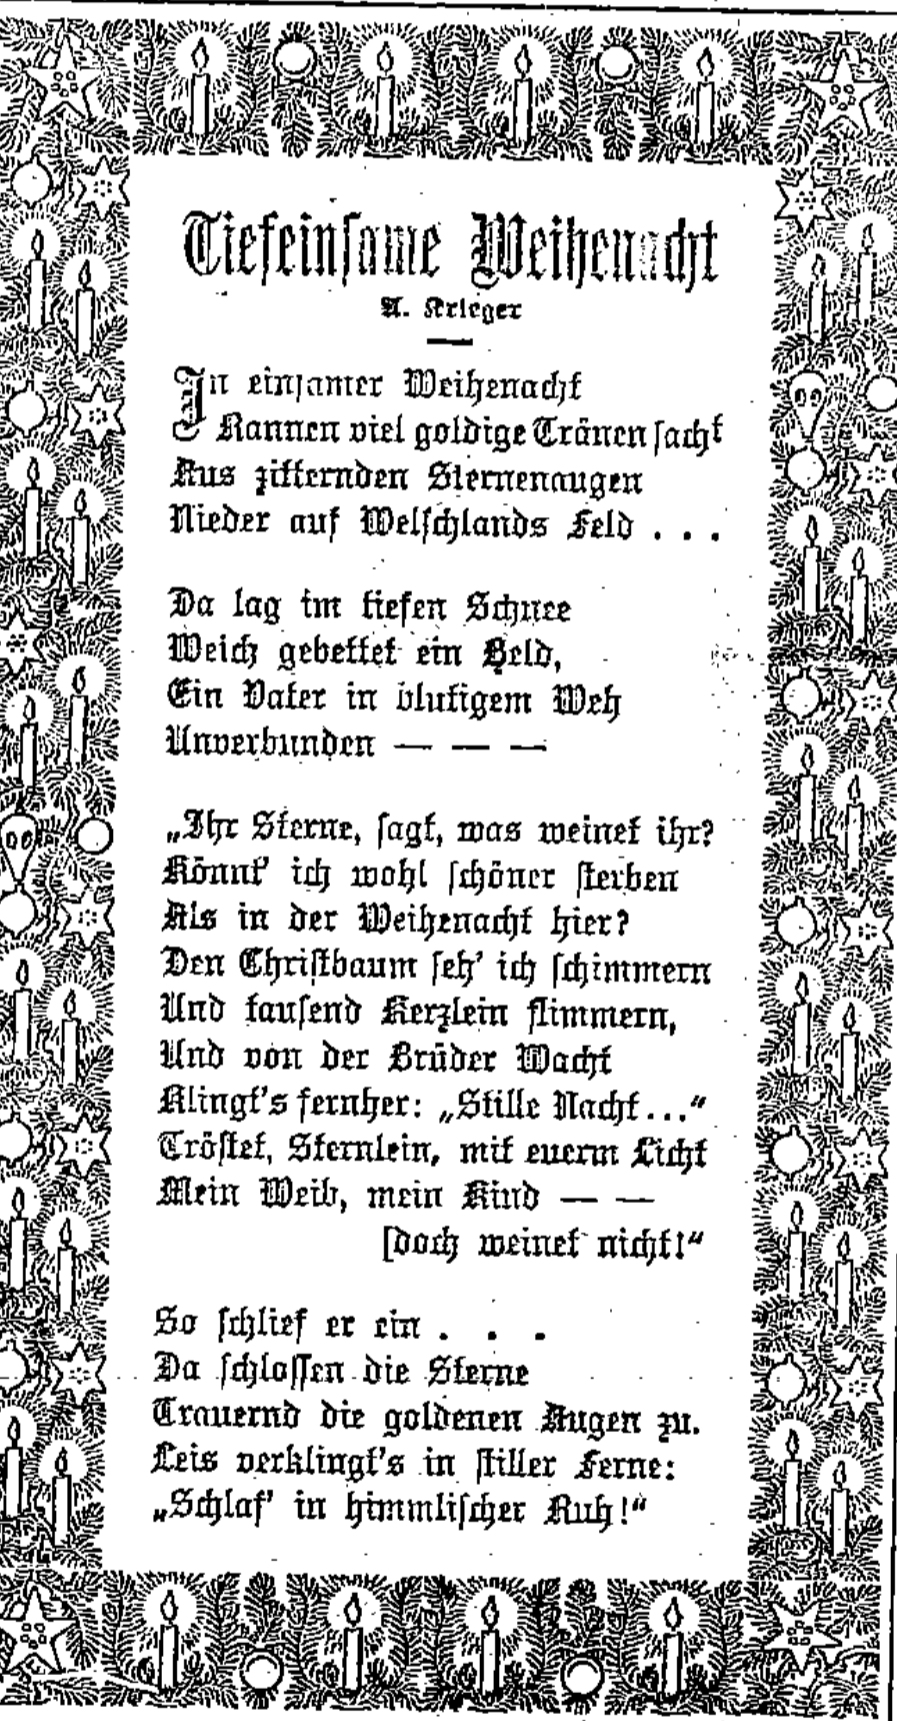 Tiefeinsame Weihenacht
A. Krieger
In einsamer Weihenacht
Rannen viel goldige Tränen sacht
Aus zitternden Sternenaugen
Nieder auf Welschlands Feld . . .
Da lag im tiefen Schnee
Weich gebettet ein Held,
Ein Vater in blutigem Weh
Unverbunden — — —
„Ihr Sterne, sagt, was weinet ihr?
Könnt' ich wohl schöner sterben
Als in der Weihenacht hier?
Den Christbaum seh' ich schimmern
Und tausend Kerzlein flimmern,
Und von der Brüder Wacht
Klingt's fernher: „Stille Nacht ..."
Tröstet, Sternlein, mit euerm Licht
Mein Weib, mein Kind — —
[doch weinet nicht!“
So schlief er ein . . .
Da schlossen die Sterne
Trauernd die goldenen Augen zu.
Leis verklingt's in stiller Ferne:
„Schlaf' in himmlischer Ruh!“